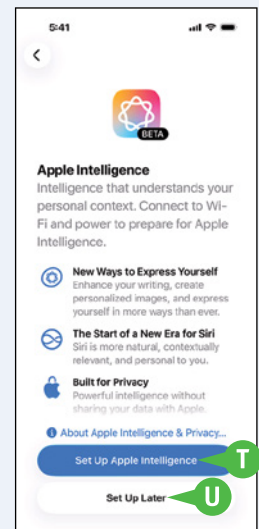 5:41
BETA
Apple Intelligence
Intelligence that understands your
personal context. Connect to Wi-
Fi and power to prepare for Apple
Intelligence.
New Ways to Express Yourself
Enhance your writing, create
personalized images, and express
yourself in more ways than ever.
The Start of a New Era for Siri
Siri is more natural, contextually
relevant, and personal to you.
Built for Privacy
Powerful intelligence without
sharing your data with Apple.
About Apple Intelligence & Privacy...
Set Up Apple Intelligence T
Set Up Later U